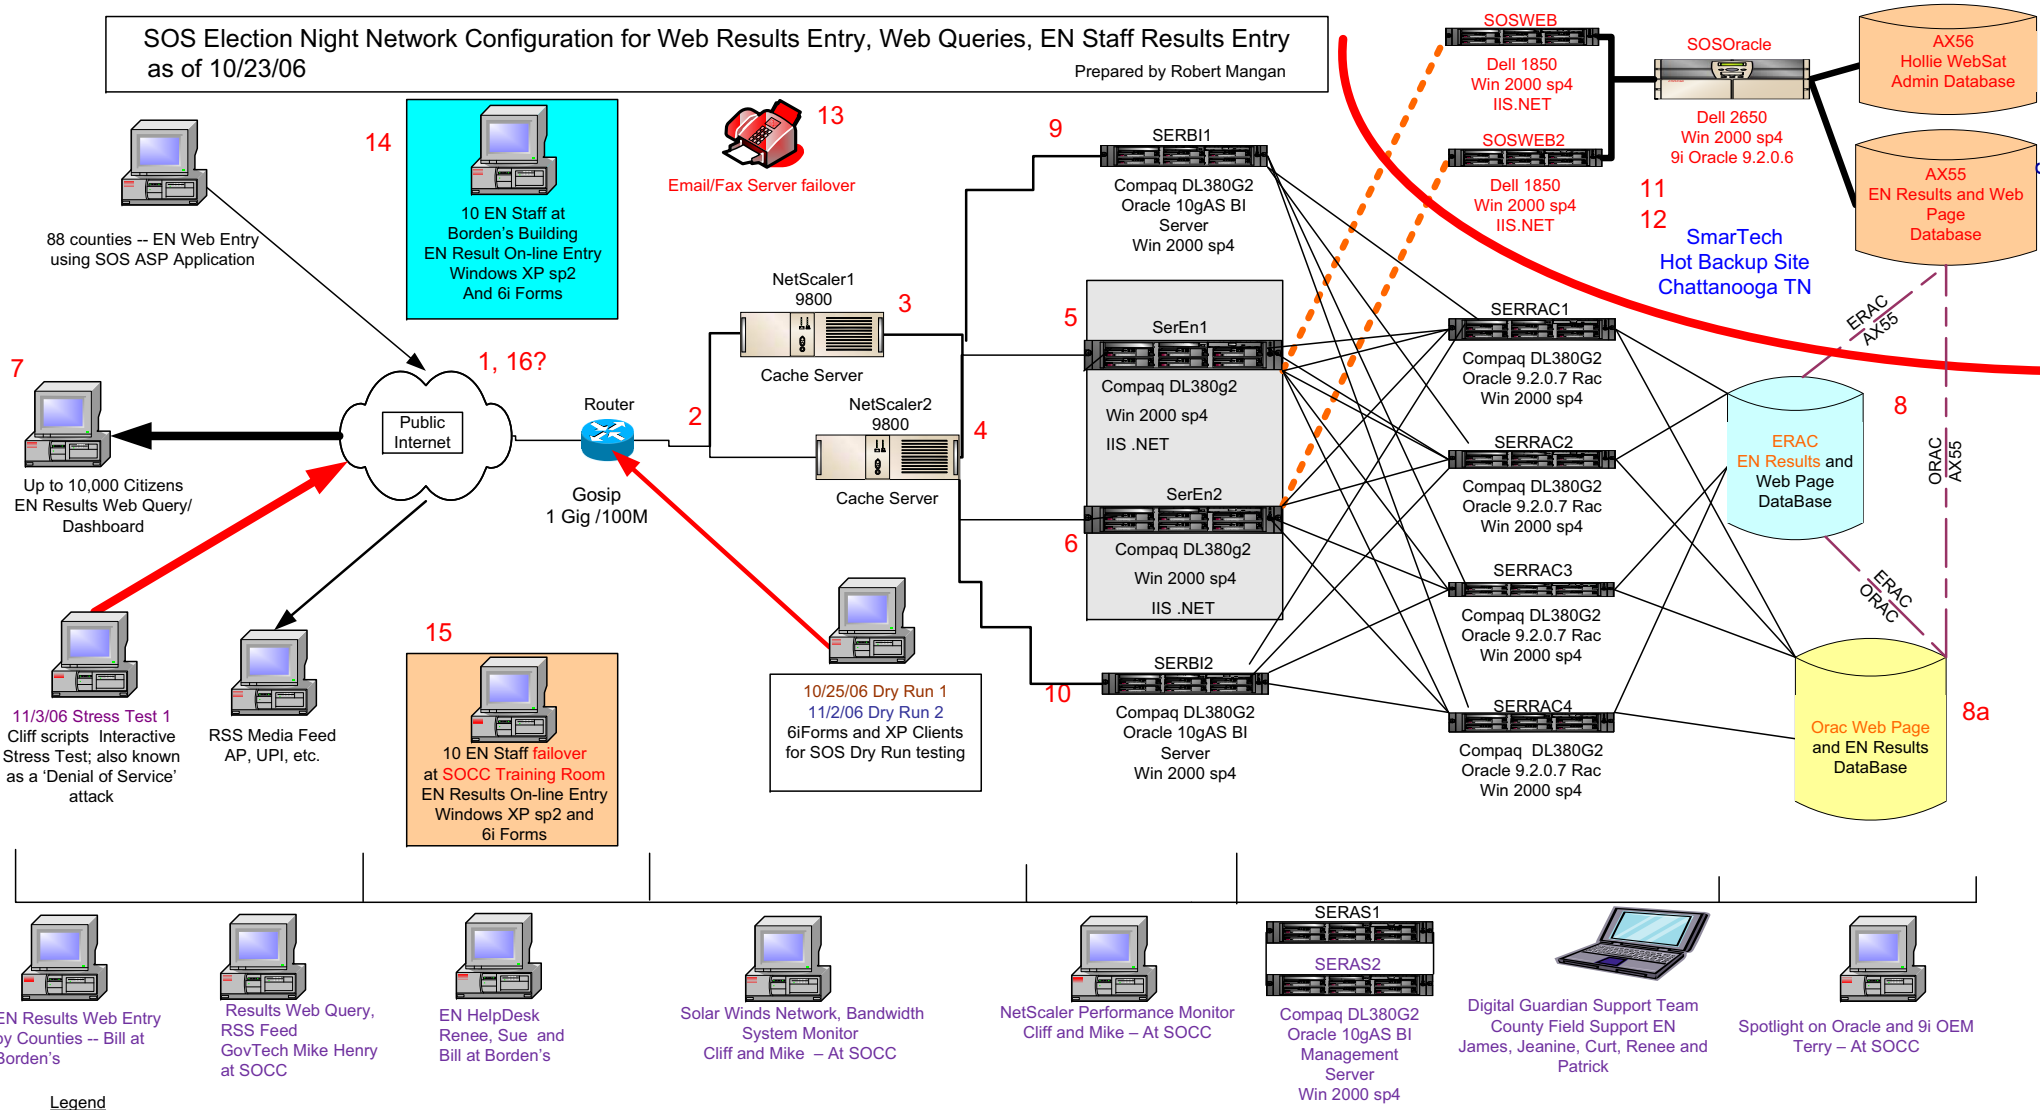 SOS Election Night Network Configuration for Web Results Entry, Web Queries, EN Staff Results Entry
as of 10/23/06
Prepared by Robert Mangan
88 counties -- EN Web Entry
using SOS ASP Application
14
10 EN Staff at
Borden's Building
EN Result On-line Entry
Windows XP sp2
And 6i Forms
13
Email/Fax Server failover
9
SERBI1
Compaq DL380G2
Oracle 10gAS BI
Server
Win 2000 sp4
SOSWEB
Dell 1850
Win 2000 sp4
IIS.NET
SOSWEB2
Dell 1850
Win 2000 sp4
IIS.NET
SOSOracle
Dell 2650
Win 2000 sp4
9i Oracle 9.2.0.6
AX56
Hollie WebSat
Admin Database
AX55
EN Results and Web
Page
Database
11
12
SmarTech
Hot Backup Site
Chattanooga TN
7
Up to 10,000 Citizens
EN Results Web Query/
Dashboard
1, 16?
Public
Internet
Router
Gosip
1 Gig /100M
2
NetScaler1
9800
Cache Server
3
NetScaler2
9800
Cache Server
4
5
SerEn1
Compaq DL380g2
Win 2000 sp4
IIS .NET
SerEn2
6
Compaq DL380g2
Win 2000 sp4
IIS .NET
SERRAC1
Compaq DL380G2
Oracle 9.2.0.7 Rac
Win 2000 sp4
SERRAC2
Compaq DL380G2
Oracle 9.2.0.7 Rac
Win 2000 sp4
SERRAC3
Compaq DL380G2
Oracle 9.2.0.7 Rac
Win 2000 sp4
SERRAC4
Compaq DL380G2
Oracle 9.2.0.7 Rac
Win 2000 sp4
ERAC
AX55
8
ERAC
EN Results and
Web Page
DataBase
ORAC
AX55
ERAC
ORAC
8a
Orac Web Page
and EN Results
DataBase
11/3/06 Stress Test 1
Cliff scripts Interactive
Stress Test; also known
as a 'Denial of Service'
attack
RSS Media Feed
AP, UPI, etc.
15
10 EN Staff failover
at SOCC Training Room
EN Results On-line Entry
Windows XP sp2 and
6i Forms
10/25/06 Dry Run 1
11/2/06 Dry Run 2
6iForms and XP Clients
for SOS Dry Run testing
10
SERBI2
Compaq DL380G2
Oracle 10gAS BI
Server
Win 2000 sp4
EN Results Web Entry
by Counties -- Bill at
Borden's
Results Web Query,
RSS Feed
GovTech Mike Henry
at SOCC
EN HelpDesk
Renee, Sue and
Bill at Borden's
Solar Winds Network, Bandwidth
System Monitor
Cliff and Mike – At SOCC
NetScaler Performance Monitor
Cliff and Mike – At SOCC
SERAS1
SERAS2
Compaq DL380G2
Oracle 10gAS BI
Management
Server
Win 2000 sp4
Digital Guardian Support Team
County Field Support EN
James, Jeanine, Curt, Renee and
Patrick
Spotlight on Oracle and 9i OEM
Terry – At SOCC
Legend